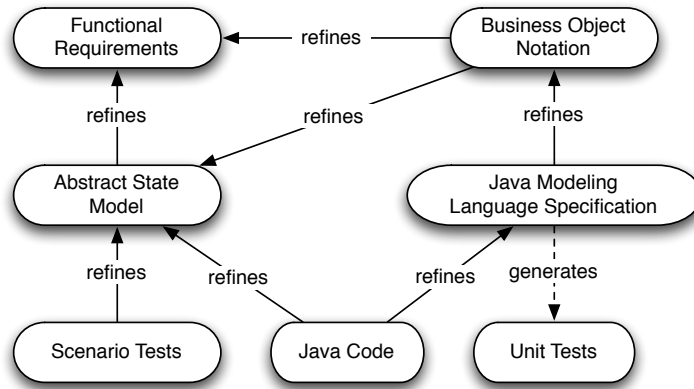 Functional
Requirements
refines
Business Object
Notation
refines
refines
refines
Abstract State
Model
Java Modeling
Language Specification
refines
refines
refines
generates
Scenario Tests
Java Code
Unit Tests